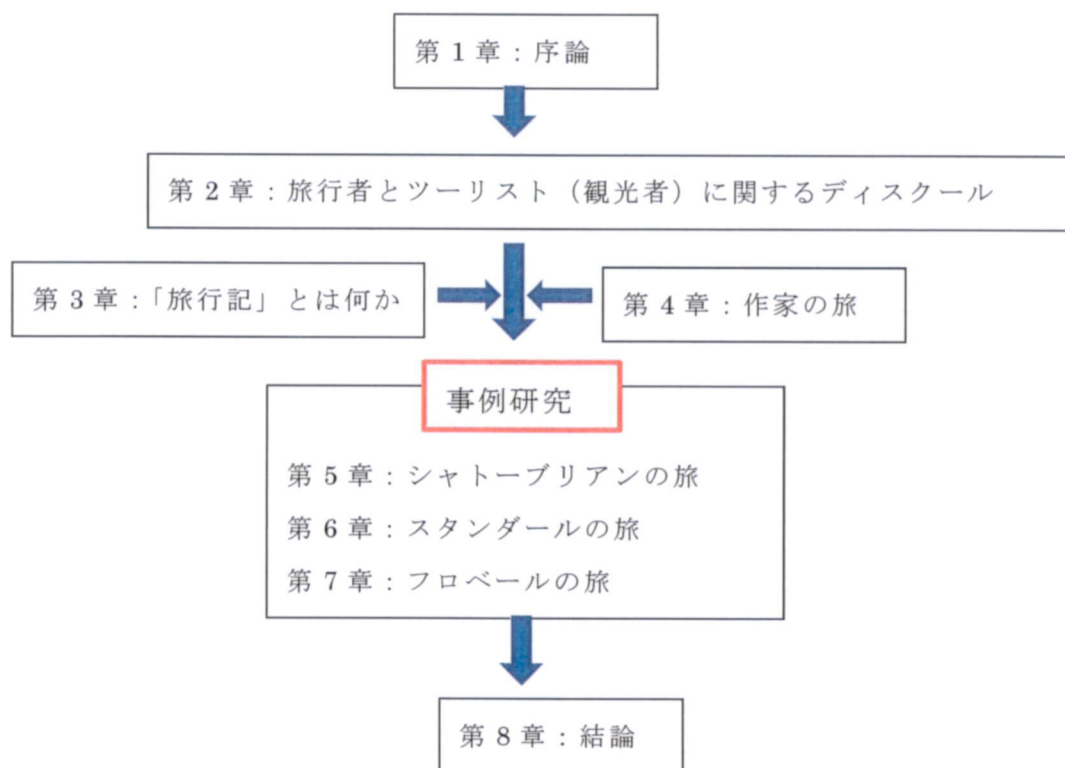 第1章：序論
第2章：旅行者とツーリスト（観光者）に関するディスクール
第3章：「旅行記」とは何か
第4章：作家の旅
事例研究
第5章：シャトーブリアンの旅
第6章：スタンダールの旅
第7章：フロベールの旅
第8章：結論